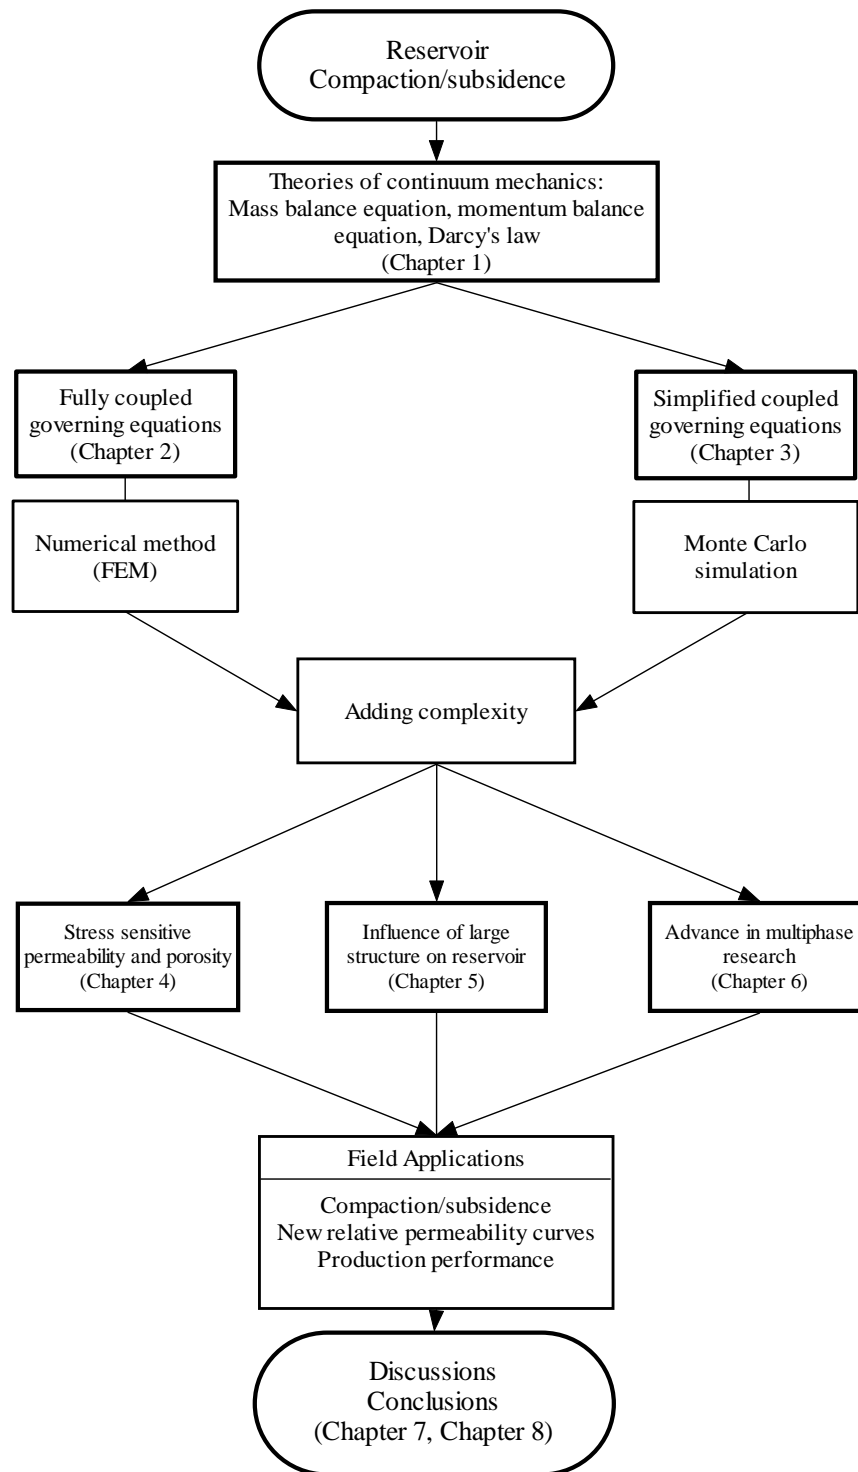 Reservoir
Compaction/subsidence
Theories of continuum mechanics:
Mass balance equation, momentum balance
equation, Darcy's law
(Chapter 1)
Fully coupled
governing equations
(Chapter 2)
Simplified coupled
governing equations
(Chapter 3)
Numerical method
(FEM)
Monte Carlo
simulation
Adding complexity
Stress sensitive
permeability and porosity
(Chapter 4)
Influence of large
structure on reservoir
(Chapter 5)
Advance in multiphase
research
(Chapter 6)
Field Applications
Compaction/subsidence
New relative permeability curves
Production performance
Discussions
Conclusions
(Chapter 7, Chapter 8)